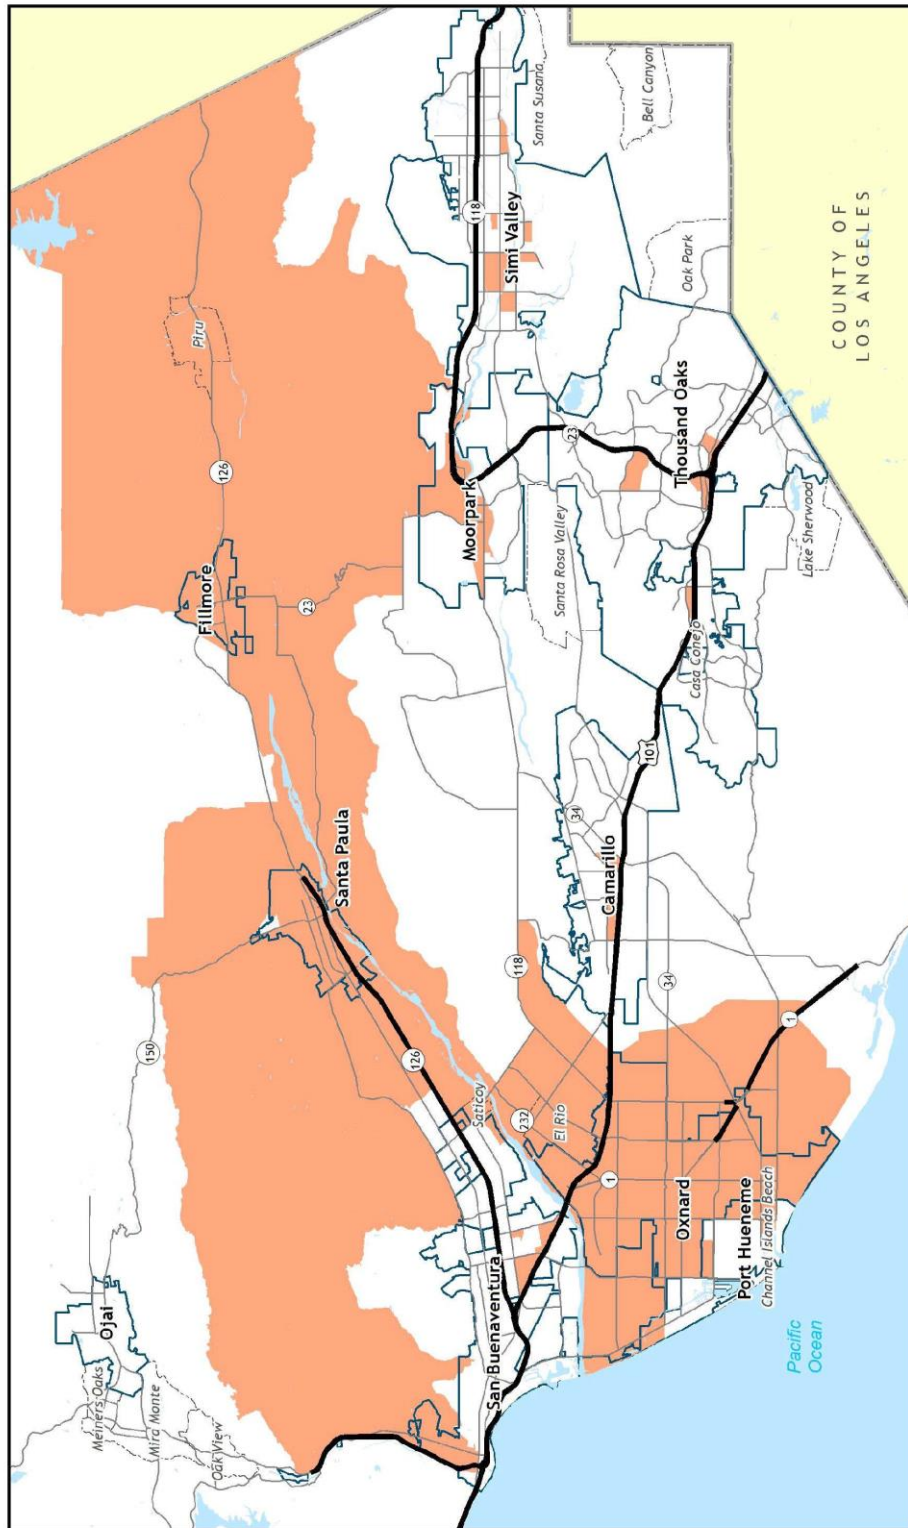 Ojai
Meiners Oaks
Mira Monte
Oak View
150
Piru
126
Fillmore
23
Santa Paula
126
Saticoy
San Buenaventura
118
Moorpark
118
Simi Valley
Santa Susana
232
El Rio
Santa Rosa Valley
23
34
Camarillo
101
1
34
Oxnard
Casa Conejo
Thousand Oaks
Oak Park
Bell Canyon
Port Hueneme
Channel Islands Beach
1
Lake Sherwood
Pacific
Ocean
COUNTY OF
LOS ANGELES